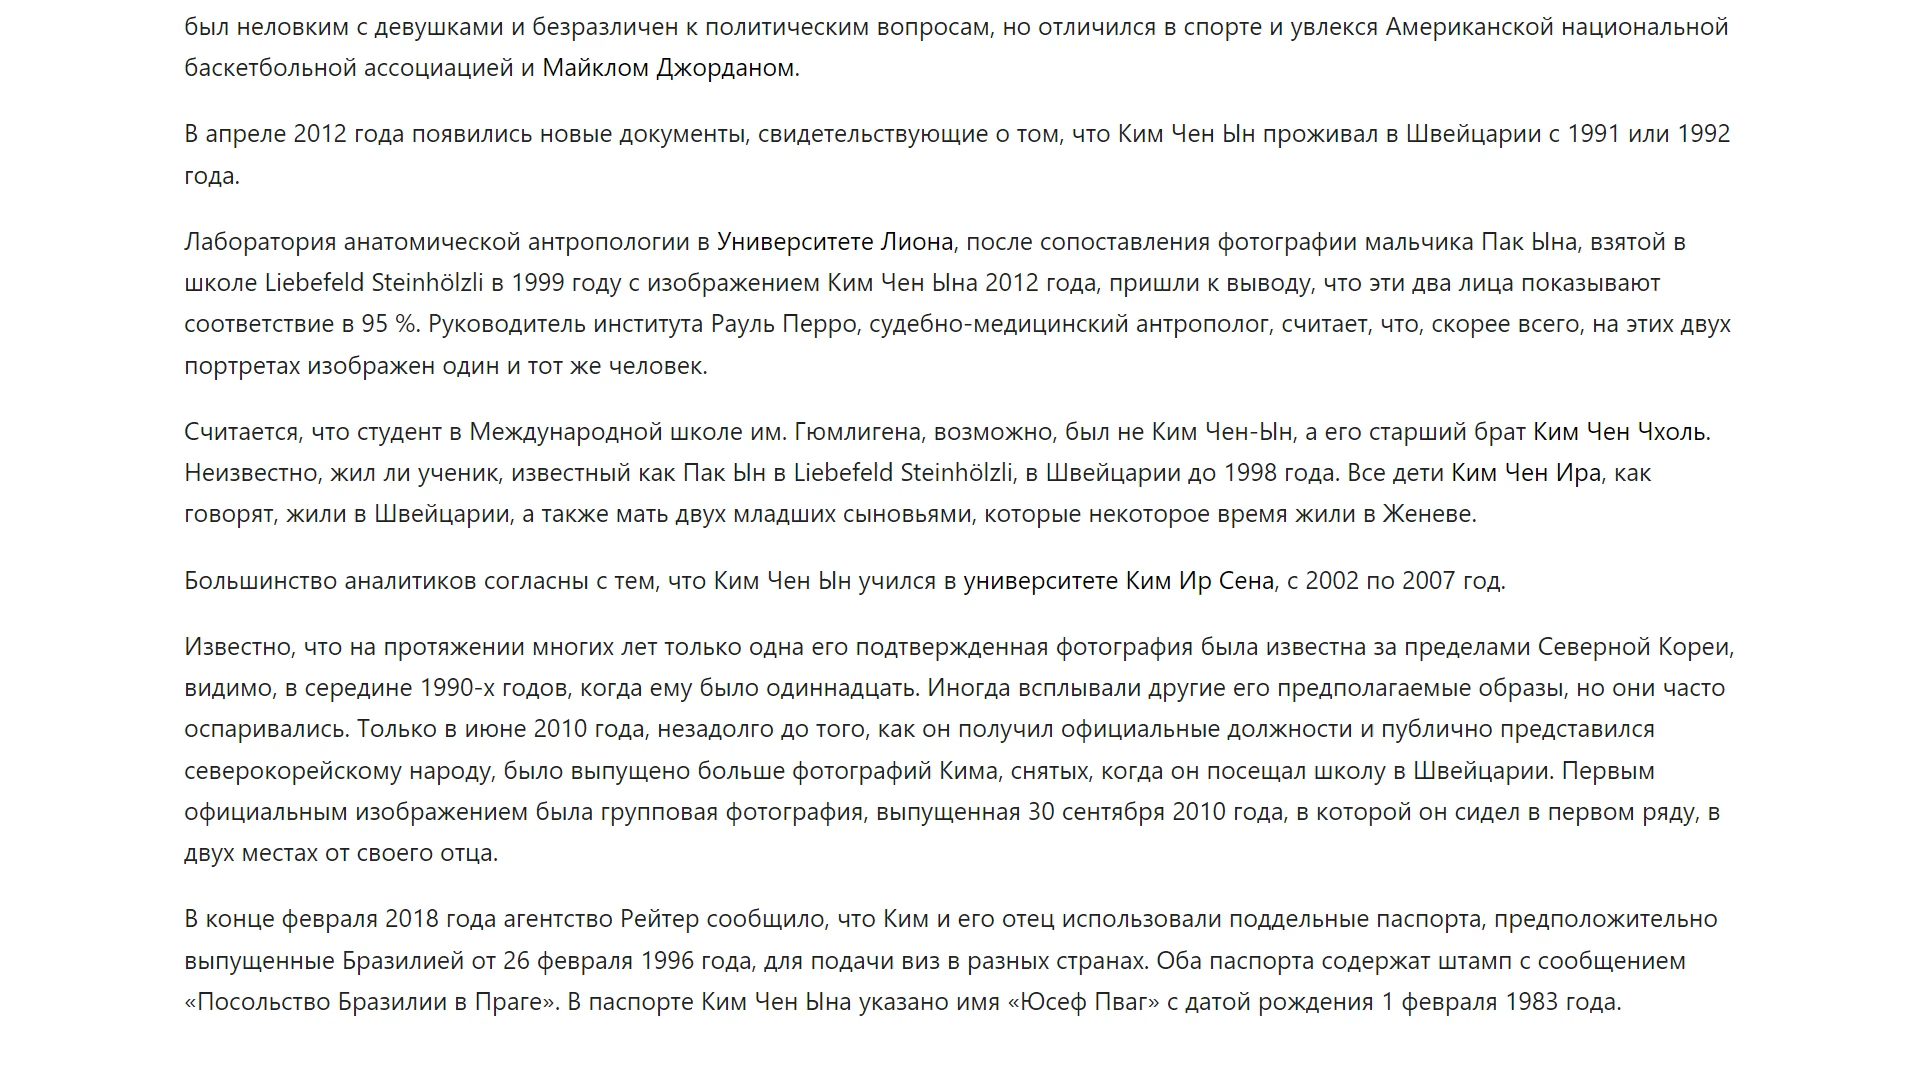 был неловким с девушками и безразличен к политическим вопросам, но отличился в спорте и увлекся Американской национальной
баскетбольной ассоциацией и Майклом Джорданом.
В апреле 2012 года появились новые документы, свидетельствующие о том, что Ким Чен Ын проживал в Швейцарии с 1991 или 1992
года.
Лаборатория анатомической антропологии в Университете Лиона, после сопоставления фотографии мальчика Пак Ына, взятой в
школе Liebefeld Steinhölzli в 1999 году с изображением Ким Чен Ына 2012 года, пришли к выводу, что эти два лица показывают
соответствие в 95 %. Руководитель института Рауль Перро, судебно-медицинский антрополог, считает, что, скорее всего, на этих двух
портретах изображен один и тот же человек.
Считается, что студент в Международной школе им. Гюмлигена, возможно, был не Ким Чен-Ын, а его старший брат Ким Чен Чхоль.
Неизвестно, жил ли ученик, известный как Пак Ын в Liebefeld Steinhölzli, в Швейцарии до 1998 года. Все дети Ким Чен Ира, как
говорят, жили в Швейцарии, а также мать двух младших сыновьями, которые некоторое время жили в Женеве.
Большинство аналитиков согласны с тем, что Ким Чен Ын учился в университете Ким Ир Сена, с 2002 по 2007 год.
Известно, что на протяжении многих лет только одна его подтвержденная фотография была известна за пределами Северной Кореи,
видимо, в середине 1990-х годов, когда ему было одиннадцать. Иногда всплывали другие его предполагаемые образы, но они часто
оспаривались. Только в июне 2010 года, незадолго до того, как он получил официальные должности и публично представился
северокорейскому народу, было выпущено больше фотографий Кима, снятых, когда он посещал школу в Швейцарии. Первым
официальным изображением была групповая фотография, выпущенная 30 сентября 2010 года, в которой он сидел в первом ряду, в
двух местах от своего отца.
В конце февраля 2018 года агентство Рейтер сообщило, что Ким и его отец использовали поддельные паспорта, предположительно
выпущенные Бразилией от 26 февраля 1996 года, для подачи виз в разных странах. Оба паспорта содержат штамп с сообщением
«Посольство Бразилии в Праге». В паспорте Ким Чен Ына указано имя «Юсеф Пваг» с датой рождения 1 февраля 1983 года.